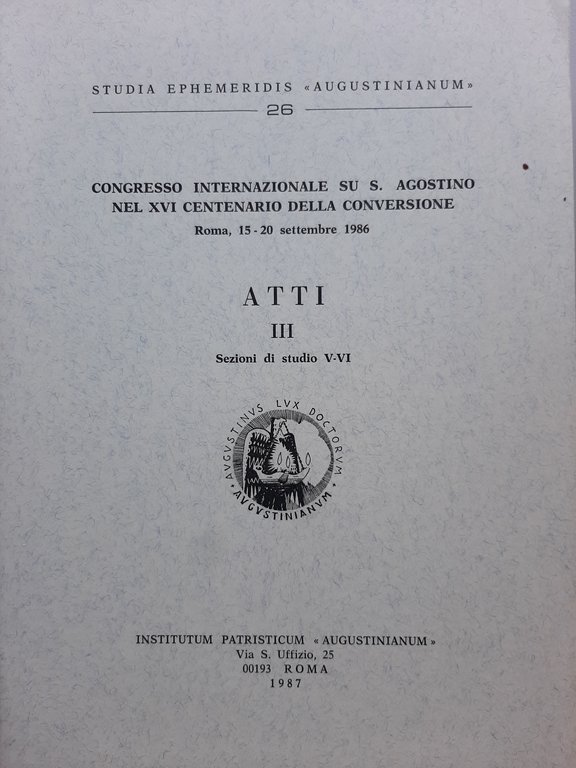 STUDIA EPHEMERIDIS «AUGUSTINIANUM»
26
CONGRESSO INTERNAZIONALE SU S. AGOSTINO
NEL XVI CENTENARIO DELLA CONVERSIONE
Roma, 15-20 settembre 1986
ATTI
III
Sezioni di studio V-VI
AVGVSTINVS LVX DOCTORVM
AVGVSTINIANVM
INSTITUTUM PATRISTICUM «AUGUSTINIANUM»
Via S. Uffizio, 25
00193 ROMA
1987